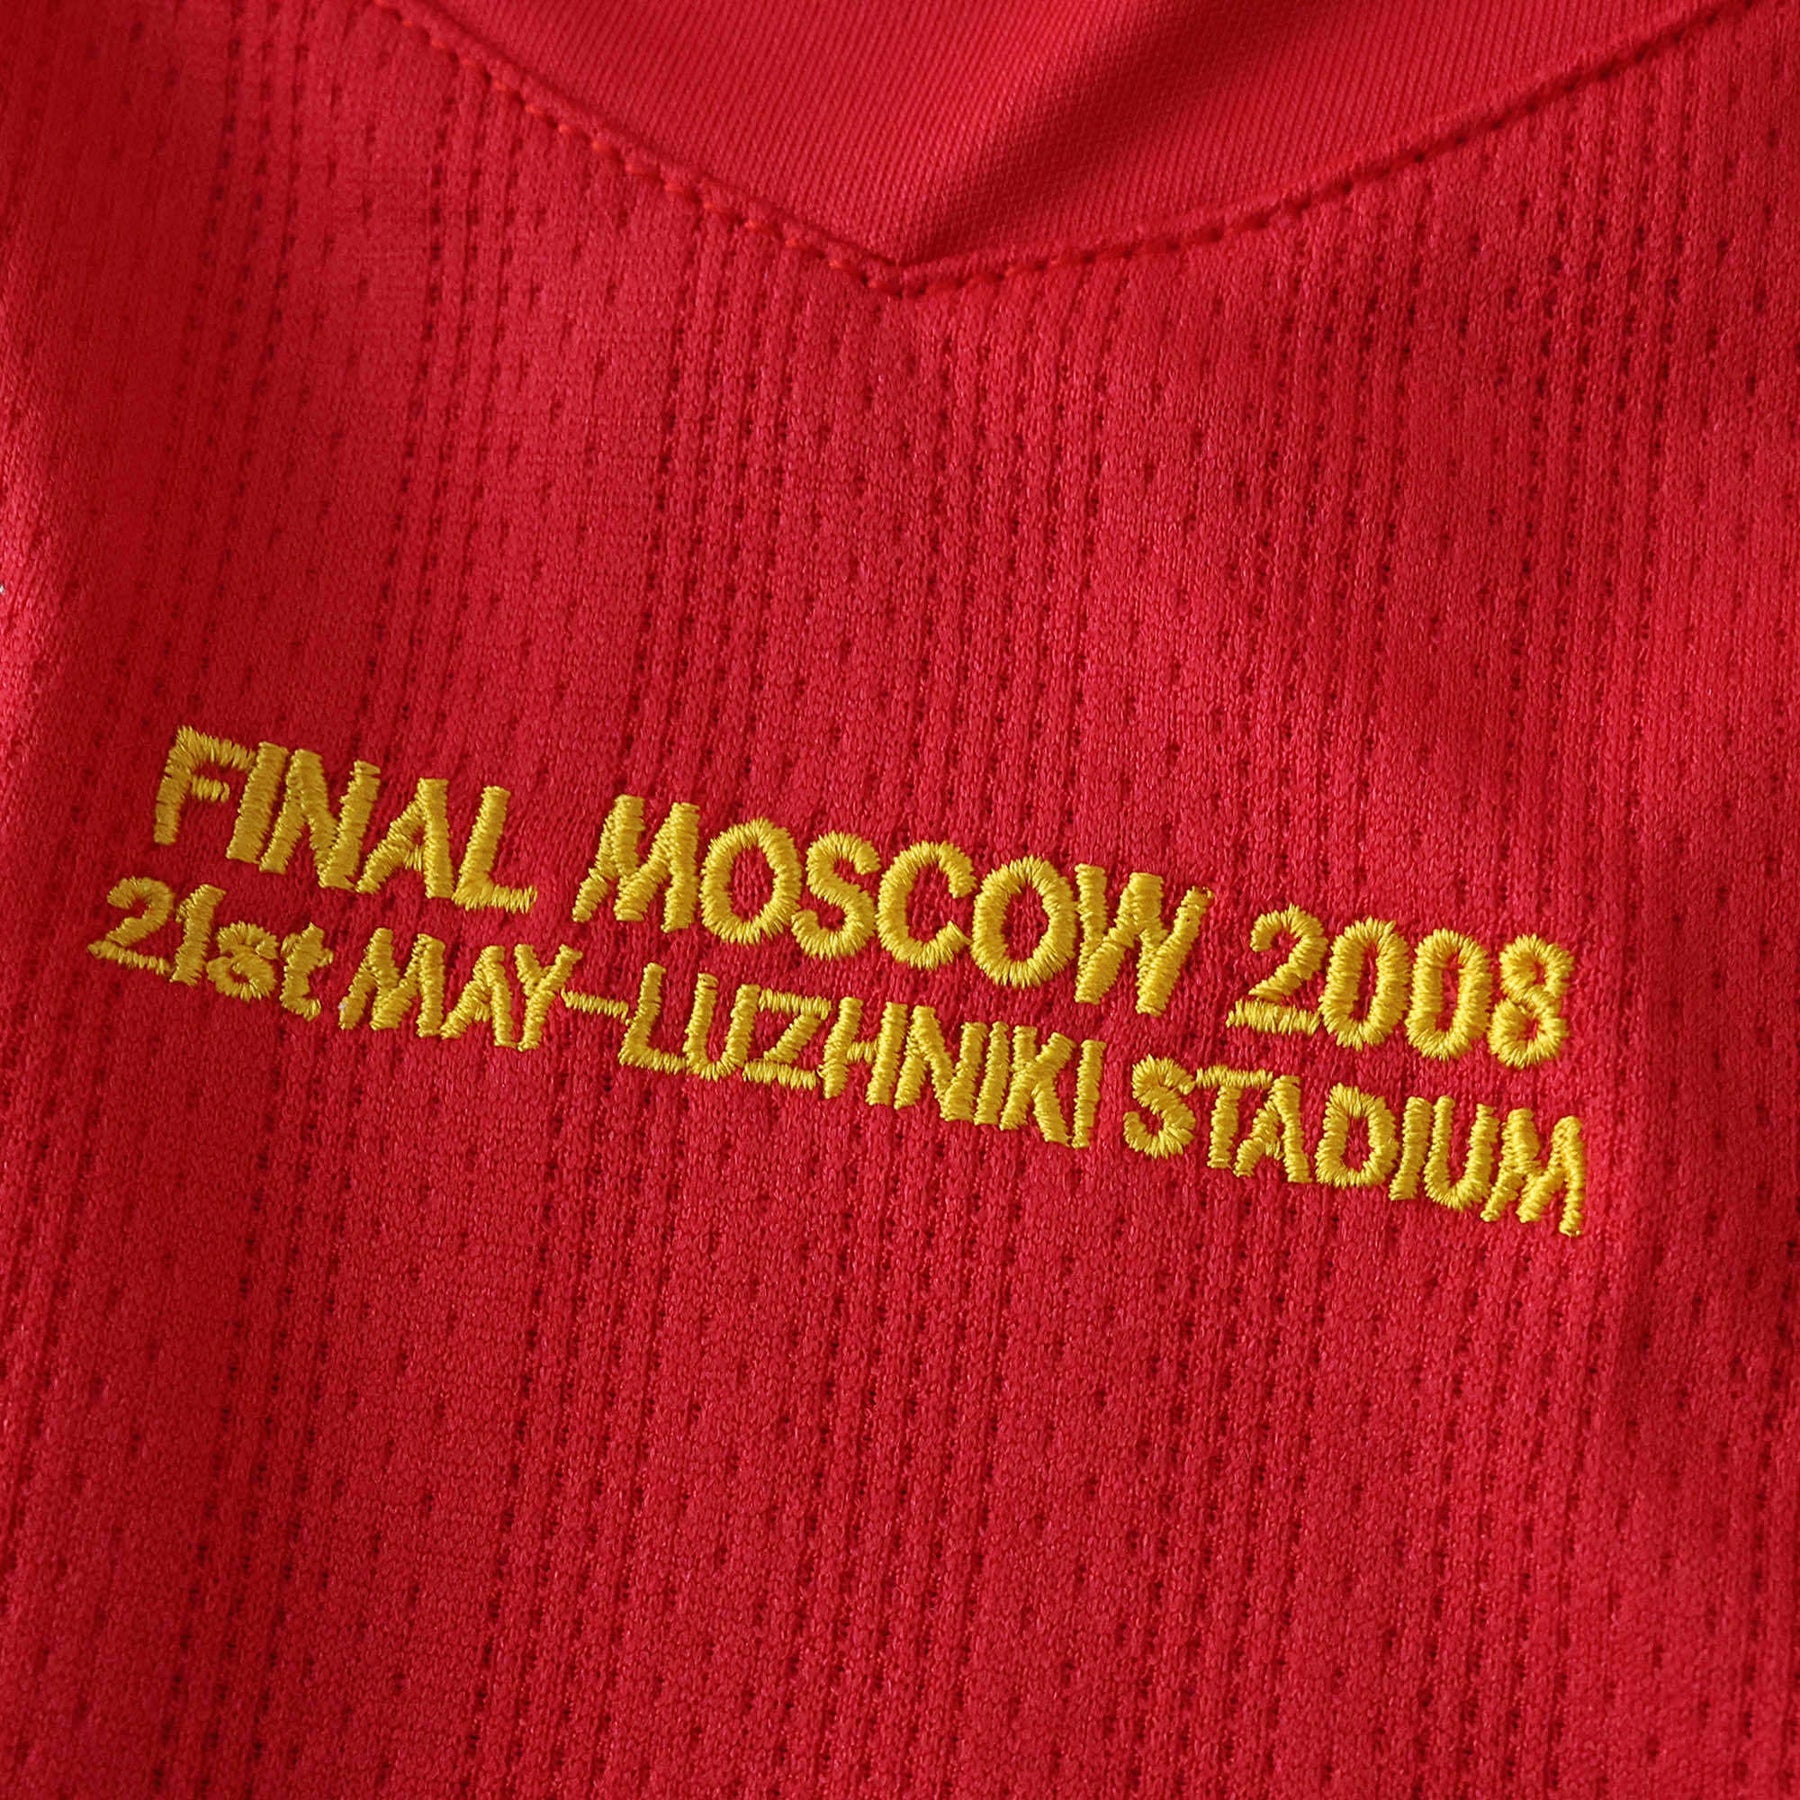 FINAL MOSCOW 2008
21st MAY-LUZHNIKI STADIUM